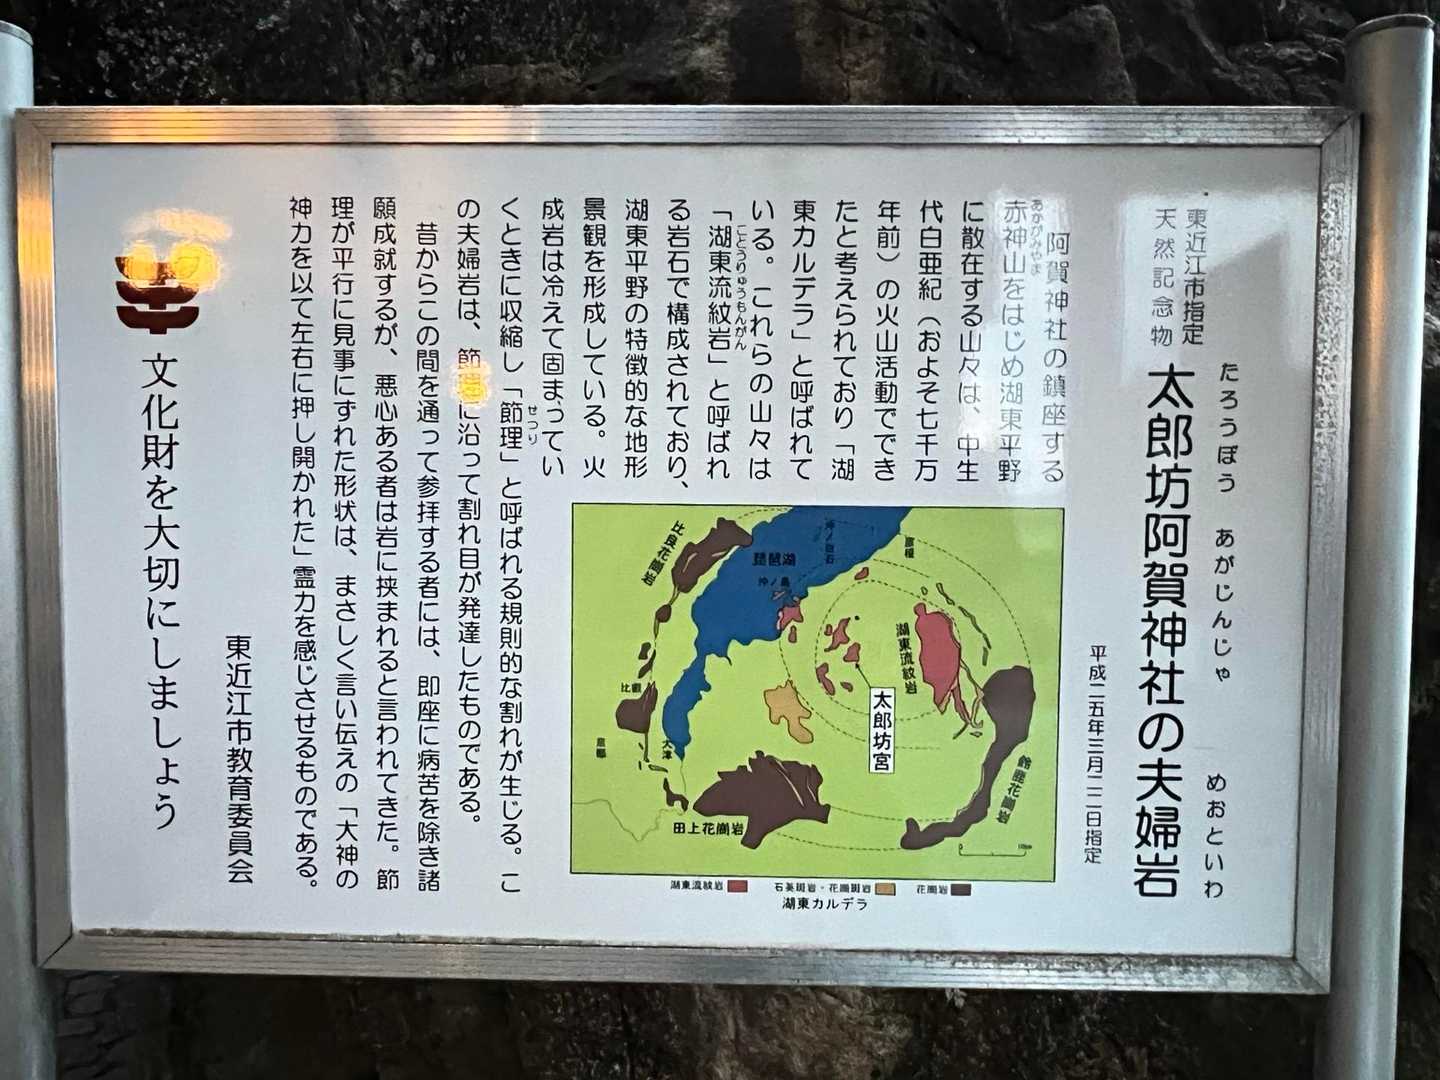 東近江市指定
天然記念物
たろうぼう あがじんじゃ めおといわ
太郎坊阿賀神社の夫婦岩
平成二五年三月二二日指定
阿賀神社の鎮座する
あかがみやま
赤神山をはじめ湖東平野
に散在する山々は、中生
代白亜紀（およそ七千万
年前）の火山活動ででき
たと考えられており「湖
東カルデラ」と呼ばれて
いる。これらの山々は
ことうりゅうもんがん
「湖東流紋岩」と呼ばれ
る岩石で構成されており、
湖東平野の特徴的な地形
景観を形成している。火
成岩は冷えて固まってい
くときに収縮し「節理」と呼ばれる規則的な割れが生じる。こ
せつり
の夫婦岩は、節理に沿って割れ目が発達したものである。
昔からこの間を通って参拝する者には、即座に病苦を除き諸
願成就するが、悪心ある者は岩に挟まれると言われてきた。節
理が平行に見事にずれた形状は、まさしく言い伝えの「大神の
神力を以て左右に押し開かれた」霊力を感じさせるものである。
東近江市教育委員会
文化財を大切にしましょう
比良花崗岩
琵琶湖
沖ノ島
湖東流紋岩
太郎坊宮
比叡
京都
大津
田上花崗岩
鈴鹿花崗岩
湖東流紋岩
石英斑岩・花崗斑岩
花崗岩
湖東カルデラ